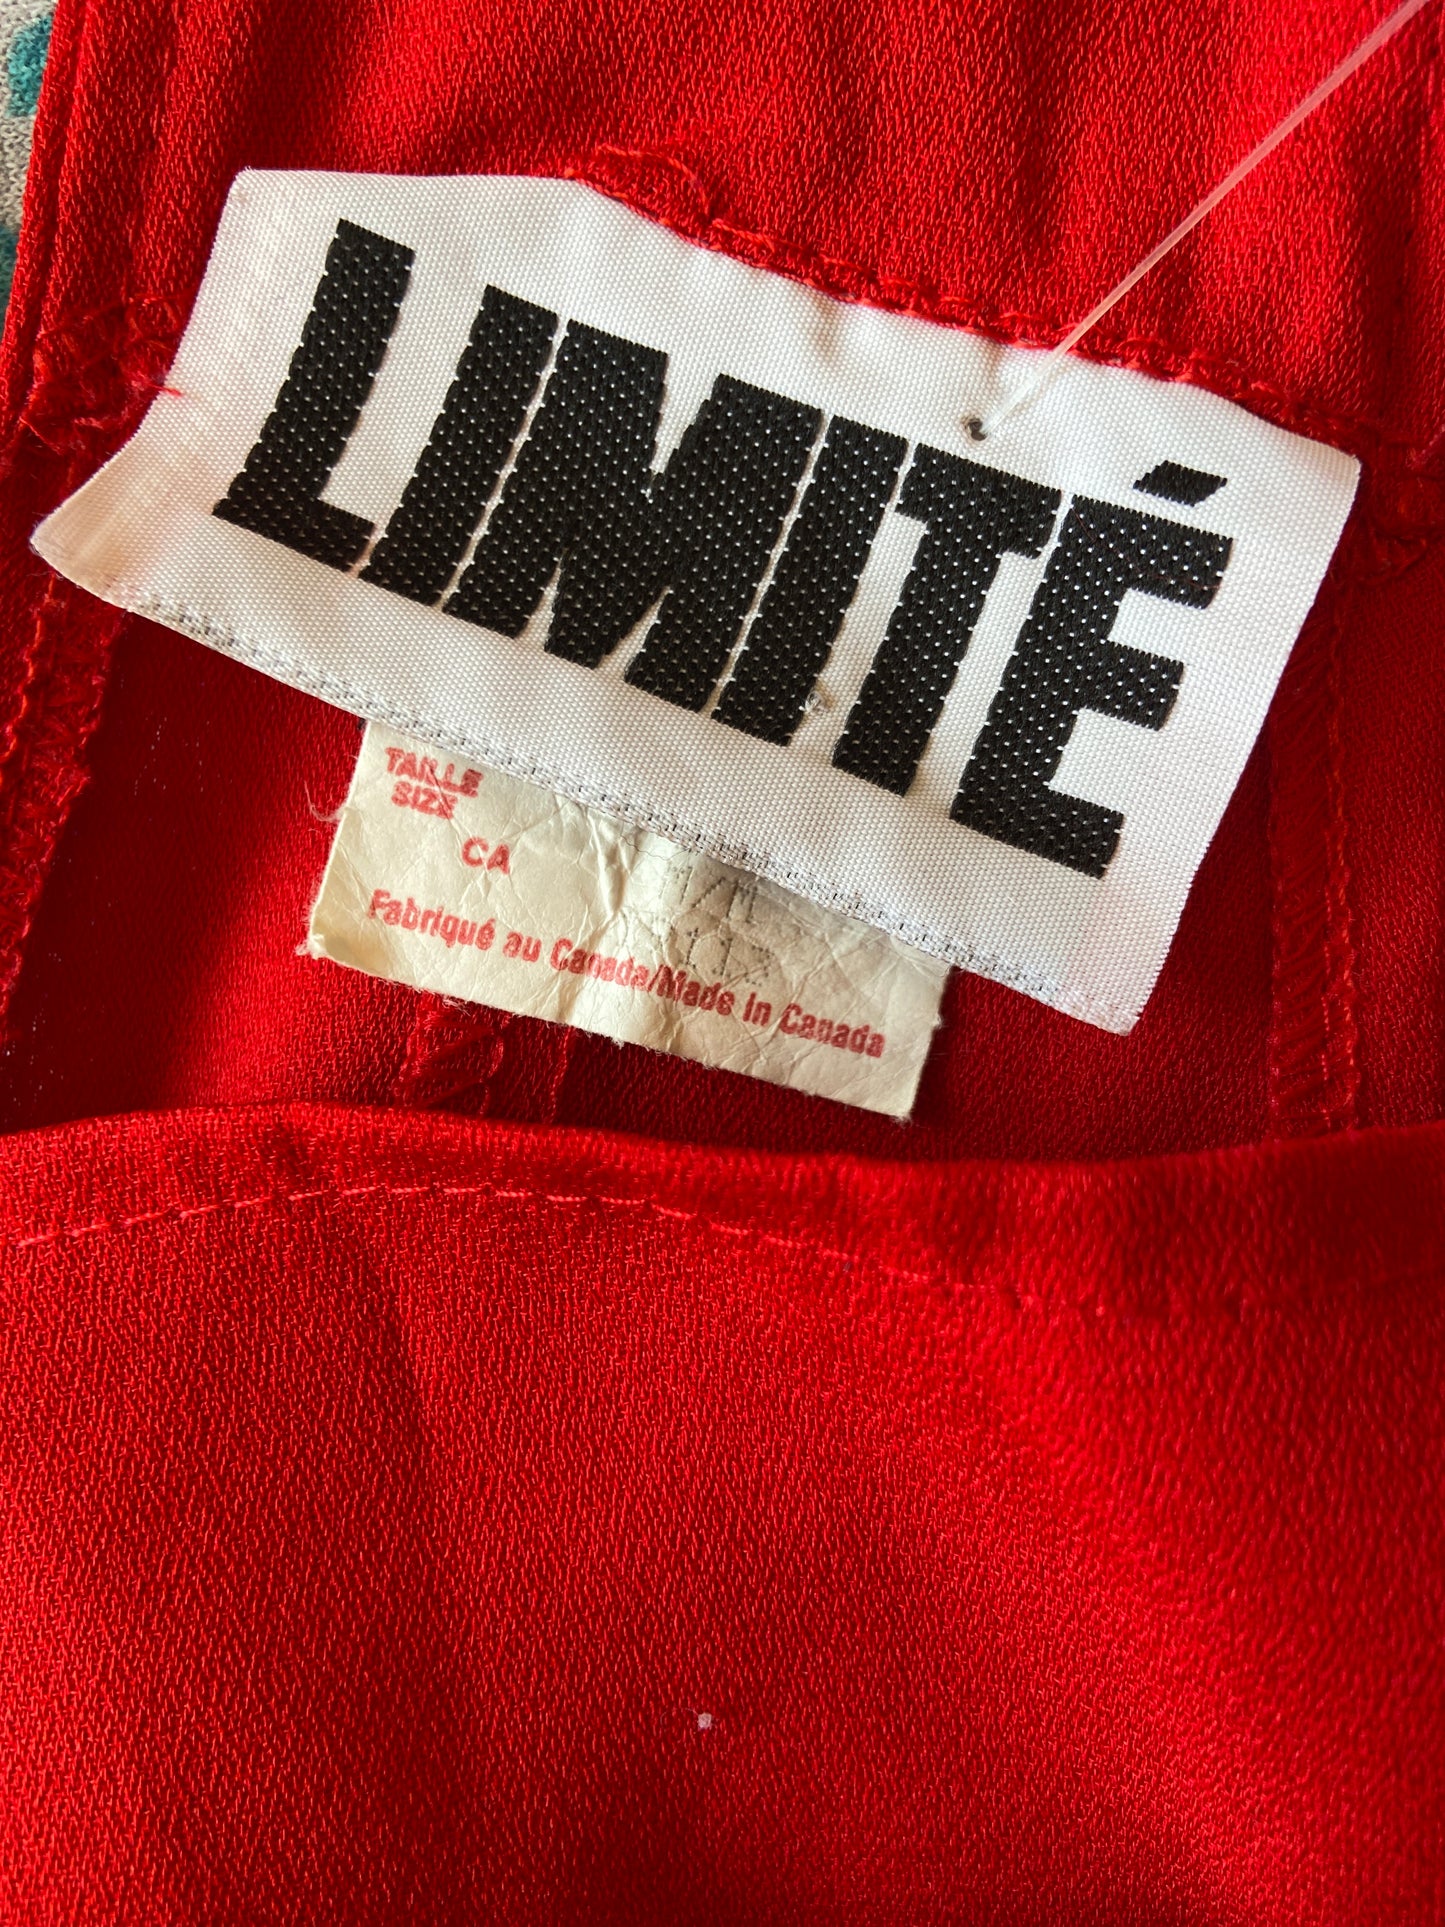 LIMITÉ
TAILLE
SIZE
CA
Fabriqué au Canada/Made in Canada